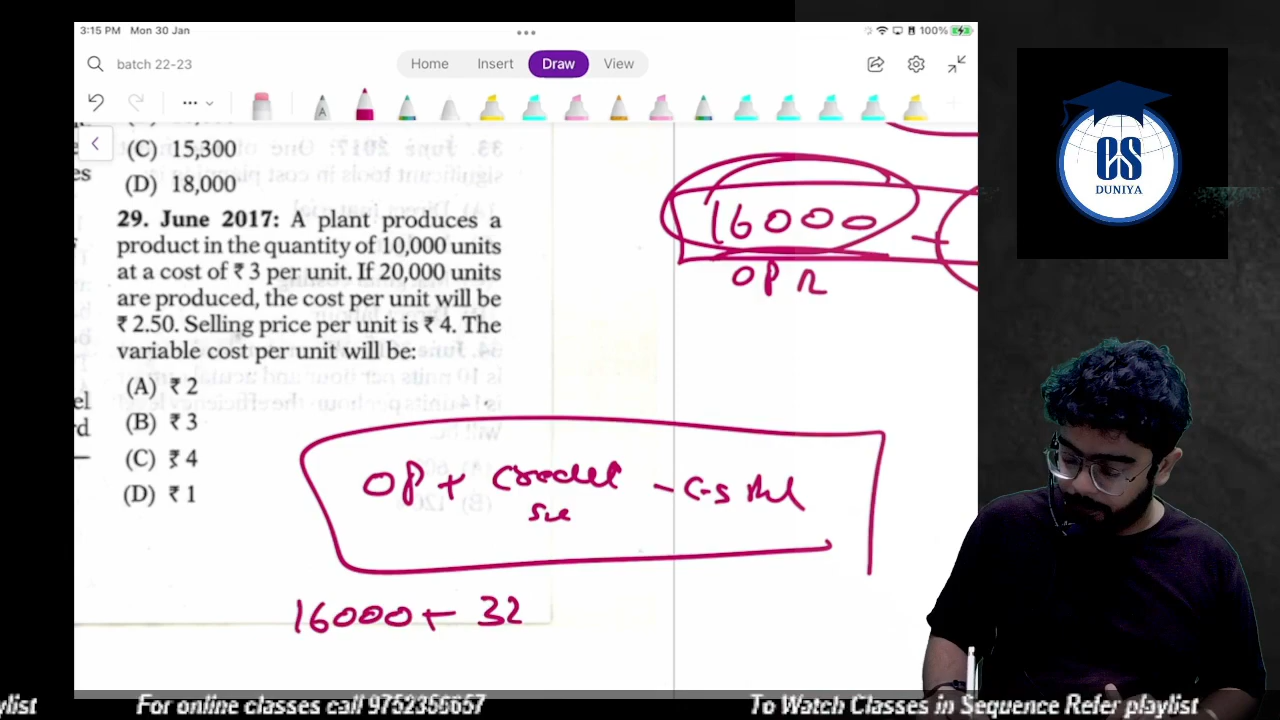 3:15 PM Mon 30 Jan
100%
batch 22-23
Home Insert Draw View
(C) 15,300
(D) 18,000
es
29. June 2017: A plant produces a
product in the quantity of 10,000 units
at a cost of ₹ 3 per unit. If 20,000 units
are produced, the cost per unit will be
₹ 2.50. Selling price per unit is ₹ 4. The
variable cost per unit will be:
(A) ₹ 2
el
(B) ₹ 3
rd
(C) ₹ 4
(D) ₹ 1
16000 +
OP
OP + credit
16000 + 32
CS
DUNIYA
ylist
For online classes call 9752356657
To Watch Classes in Sequence Refer playlist